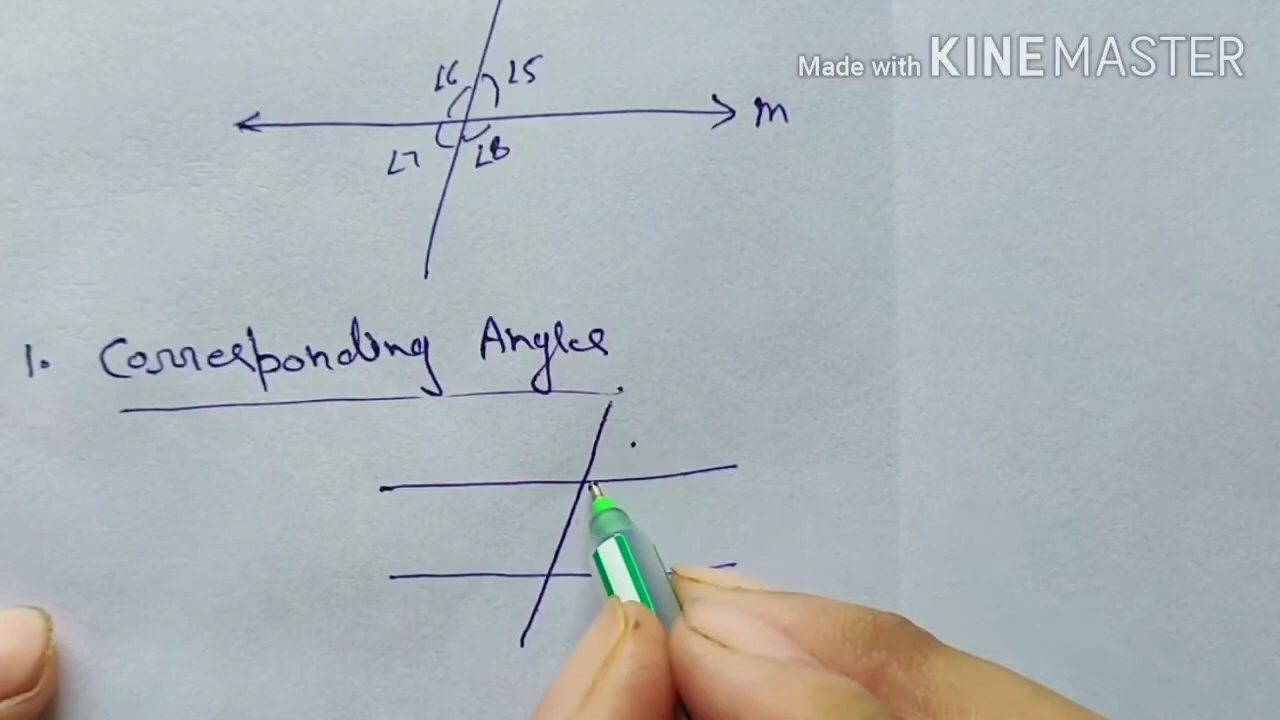 Made with KINEMASTER
∠6 ∠5
m
∠7 ∠8
1. Corresponding Angles